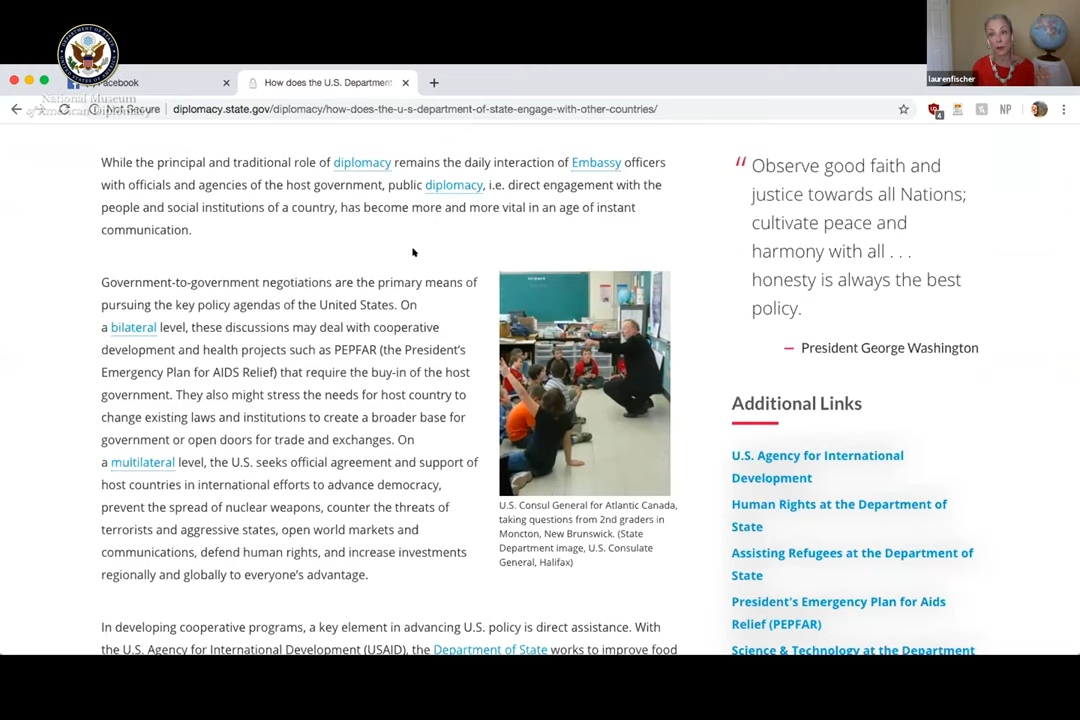 DEPARTMENT OF STATE
UNITED STATES OF AMERICA
laurenfischer
Facebook
How does the U.S. Department
National Museum
of American Diplomacy
Not Secure
diplomacy.state.gov/diplomacy/how-does-the-u-s-department-of-state-engage-with-other-countries/
4
NP
While the principal and traditional role of diplomacy remains the daily interaction of Embassy officers
with officials and agencies of the host government, public diplomacy, i.e. direct engagement with the
people and social institutions of a country, has become more and more vital in an age of instant
communication.
Government-to-government negotiations are the primary means of
pursuing the key policy agendas of the United States. On
a bilateral level, these discussions may deal with cooperative
development and health projects such as PEPFAR (the President's
Emergency Plan for AIDS Relief) that require the buy-in of the host
government. They also might stress the needs for host country to
change existing laws and institutions to create a broader base for
government or open doors for trade and exchanges. On
a multilateral level, the U.S. seeks official agreement and support of
host countries in international efforts to advance democracy,
prevent the spread of nuclear weapons, counter the threats of
terrorists and aggressive states, open world markets and
communications, defend human rights, and increase investments
regionally and globally to everyone's advantage.
U.S. Consul General for Atlantic Canada,
taking questions from 2nd graders in
Moncton, New Brunswick. (State
Department image, U.S. Consulate
General, Halifax)
In developing cooperative programs, a key element in advancing U.S. policy is direct assistance. With
the U.S. Agency for International Development (USAID), the Department of State works to improve food
“ Observe good faith and
justice towards all Nations;
cultivate peace and
harmony with all . . .
honesty is always the best
policy.
— President George Washington
Additional Links
U.S. Agency for International
Development
Human Rights at the Department of
State
Assisting Refugees at the Department of
State
President's Emergency Plan for Aids
Relief (PEPFAR)
Science & Technology at the Department